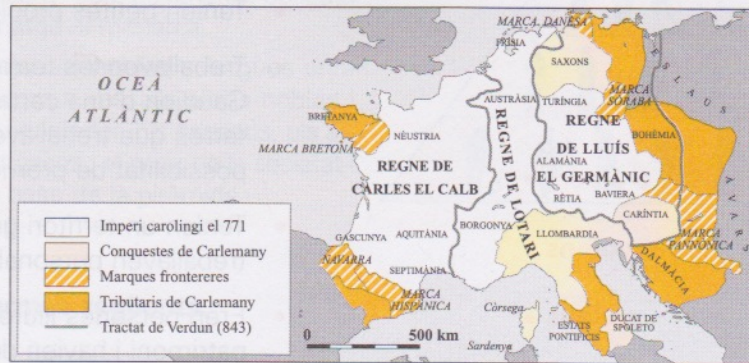 MARCA DANESA
FRÍSIA
SAXONS
ESLAUS
OCEÀ
ATLÀNTIC
AUSTRÀSIA
TURÍNGIA
MARCA
SORABA
BRETANYA
NÈUSTRIA
REGNE
BOHÈMIA
MARCA BRETONA
REGNE DE
CARLES EL CALB
REGNE DE LOTARI
DE LLUÍS
ALAMÀNIA
EL GERMÀNIC
RÈTIA
BAVIERA
ÀVARS
CARÍNTIA
Imperi carolingi el 771
Conquestes de Carlemany
Marques frontereres
Tributaris de Carlemany
Tractat de Verdun (843)
BORGONYA
LLOMBARDIA
MARCA
PANNÒNICA
GASCUNYA
AQUITÀNIA
NAVARRA
SEPTIMÀNIA
DALMÀCIA
MARCA
HISPÀNICA
Còrsega
ESTATS
PONTIFICIS
DUCAT DE
SPOLETO
0
500 km
Sardenya